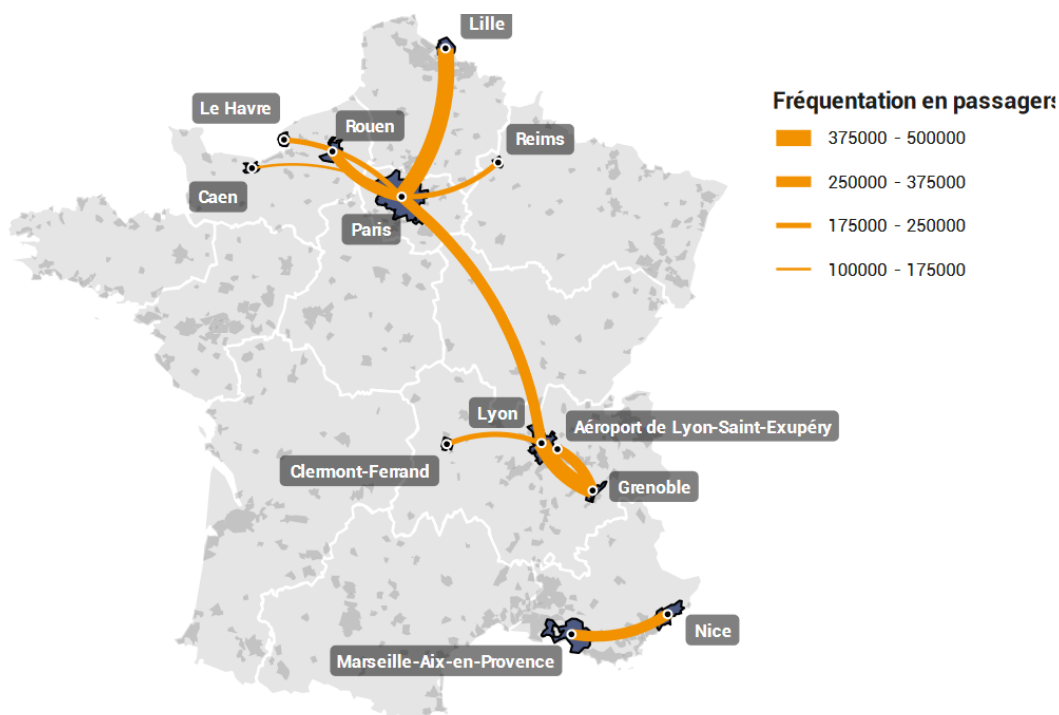 Lille
Le Havre
Rouen
Reims
Caen
Paris
Fréquentation en passagers
375000 - 500000
250000 - 375000
175000 - 250000
100000 - 175000
Lyon
Aéroport de Lyon-Saint-Exupéry
Clermont-Ferrand
Grenoble
Nice
Marseille-Aix-en-Provence